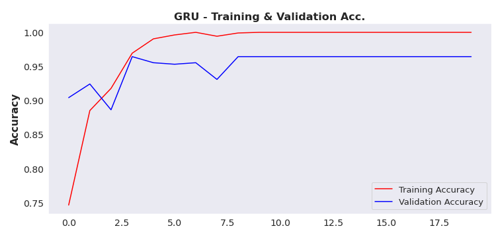 GRU - Training & Validation Acc.
1.00
0.95
0.90
0.85
0.80
0.75
Accuracy
Training Accuracy
Validation Accuracy
0.0 2.5 5.0 7.5 10.0 12.5 15.0 17.5